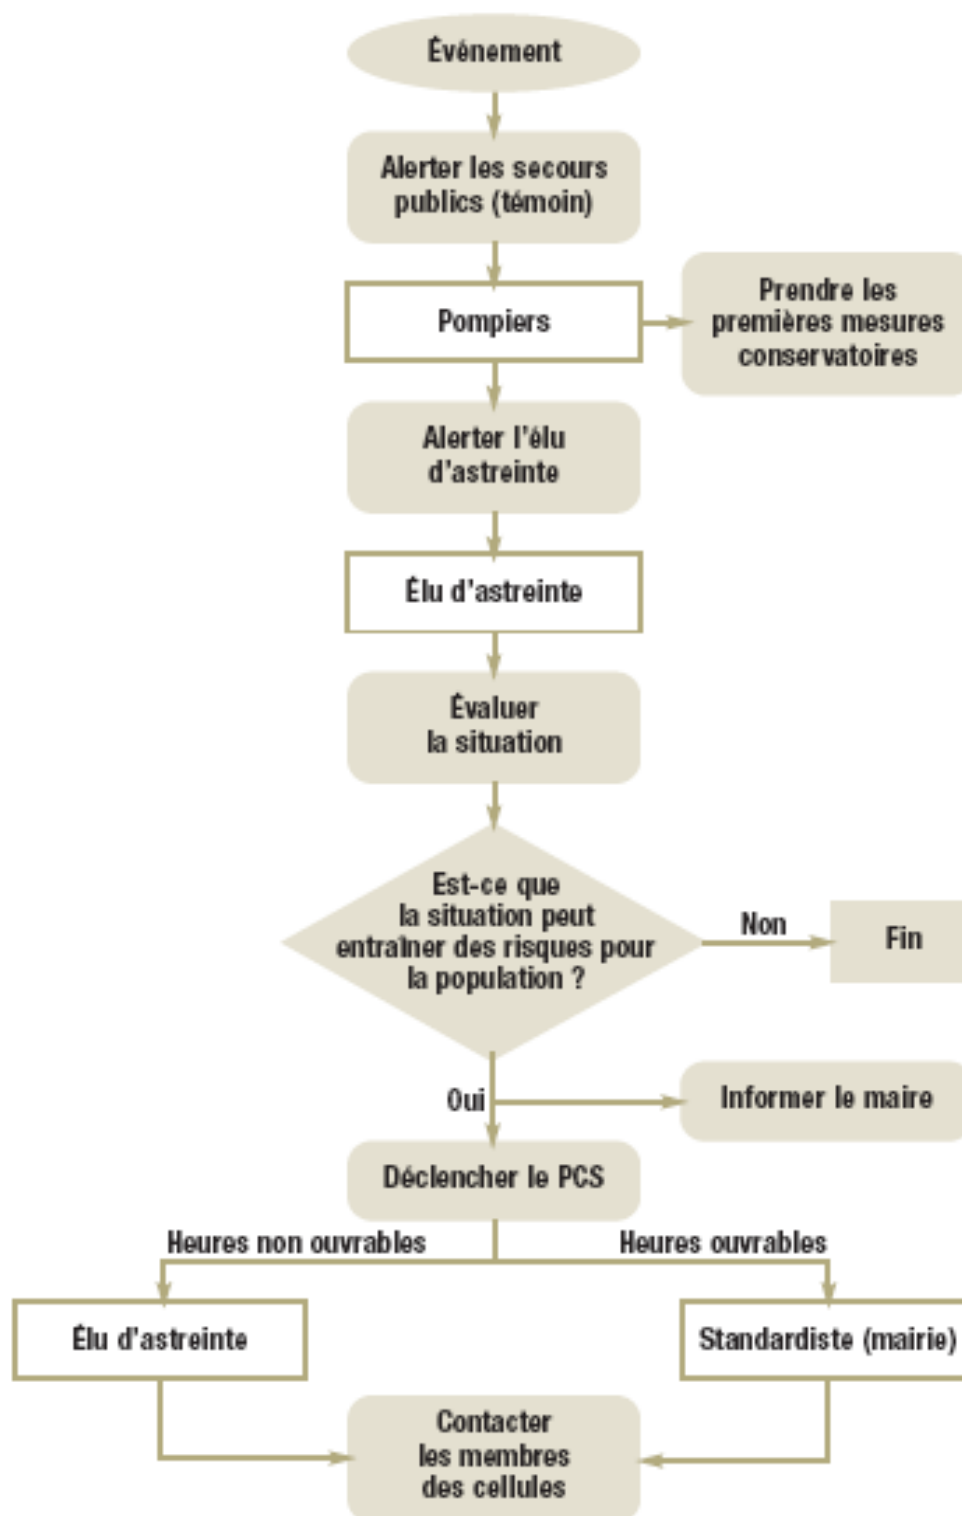 Événement
Alerter les secours
publics (témoin)
Pompiers
Prendre les
premières mesures
conservatoires
Alerter l'élu
d'astreinte
Élu d'astreinte
Évaluer
la situation
Est-ce que
la situation peut
entraîner des risques pour
la population ?
Non
Fin
Oui
Informer le maire
Déclencher le PCS
Heures non ouvrables
Heures ouvrables
Élu d'astreinte
Standardiste (mairie)
Contacter
les membres
des cellules